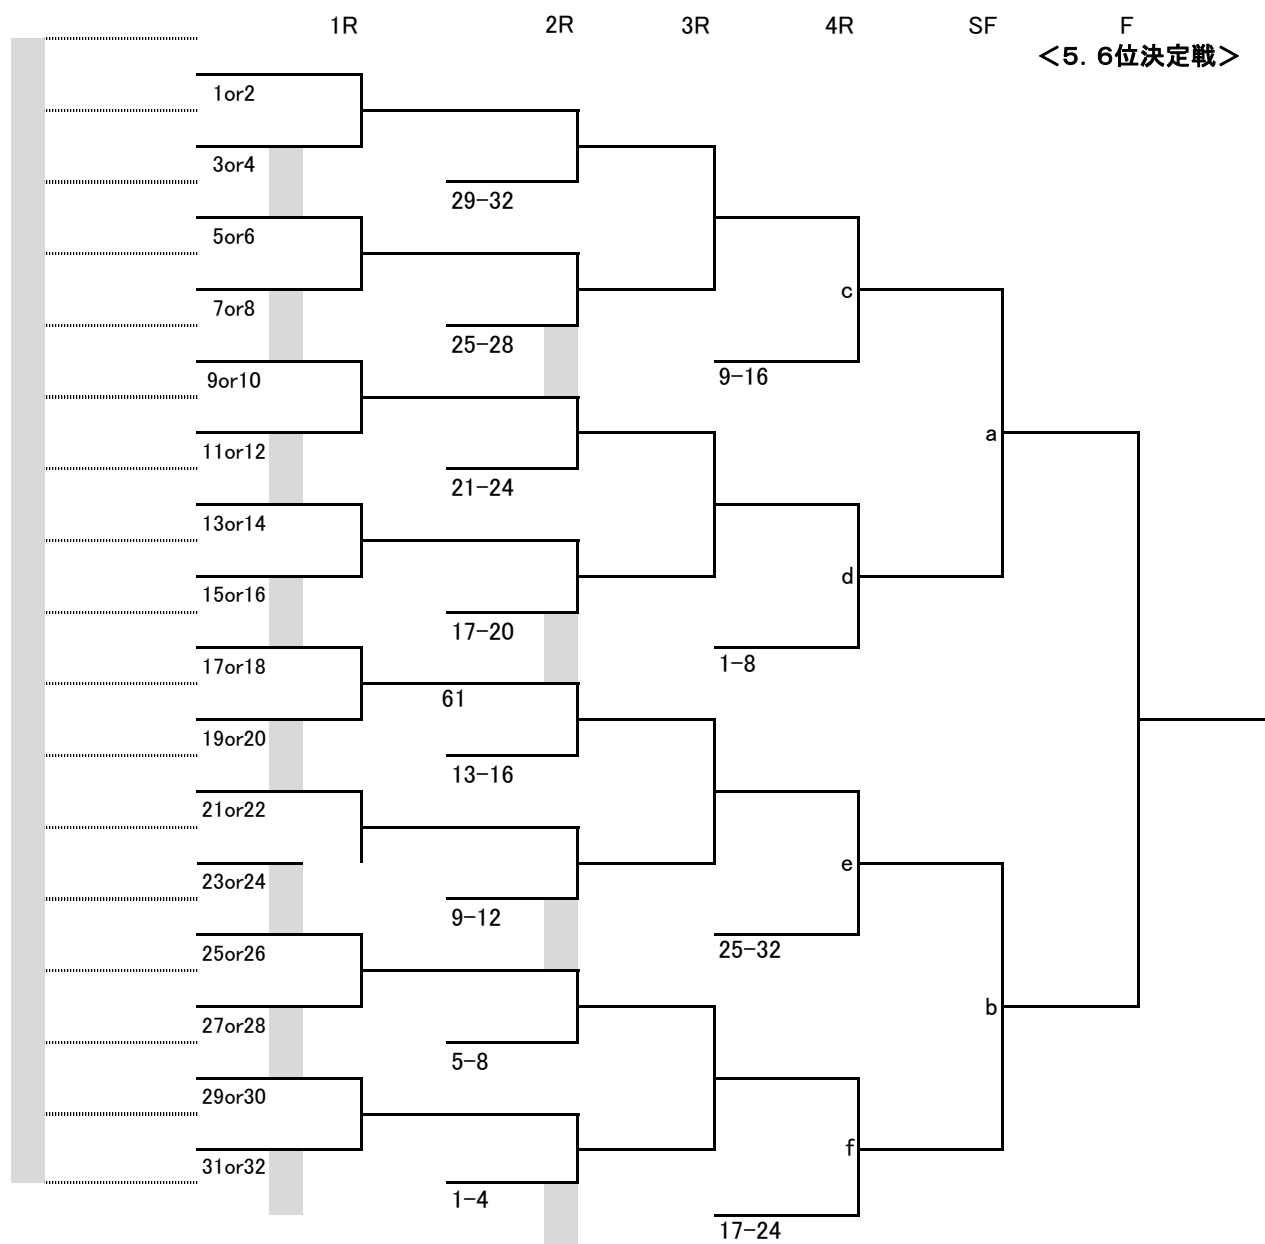 1R 2R 3R 4R SF F
＜５．６位決定戦＞
1or2
3or4
29-32
5or6
c
7or8
25-28
9-16
9or10
a
11or12
21-24
13or14
d
15or16
17-20
1-8
17or18
61
19or20
13-16
21or22
e
23or24
9-12
25-32
25or26
b
27or28
5-8
29or30
f
31or32
1-4
17-24